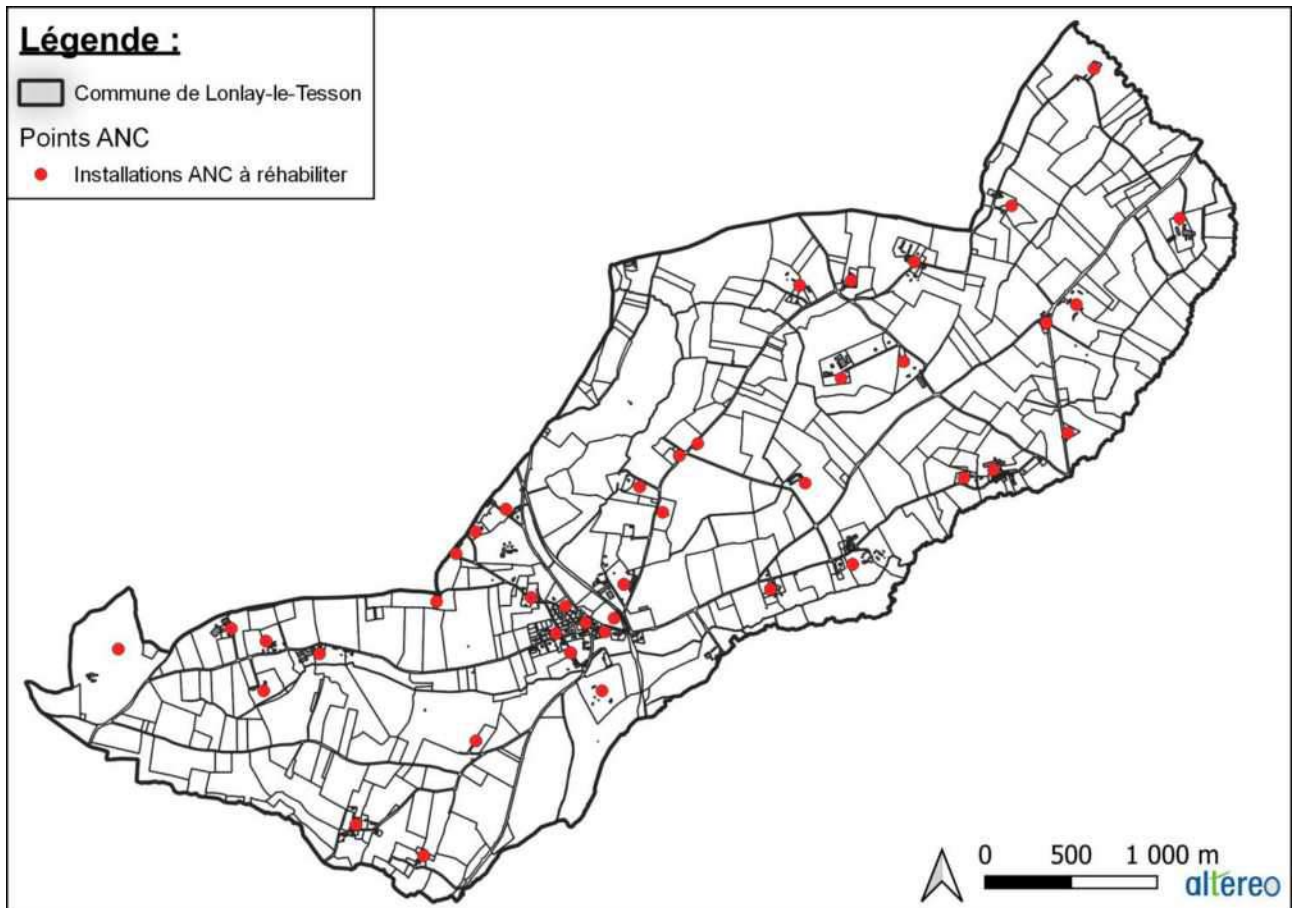 Légende :
Commune de Lonlay-le-Tesson
Points ANC
Installations ANC à réhabiliter
0 500 1 000 m
altereo